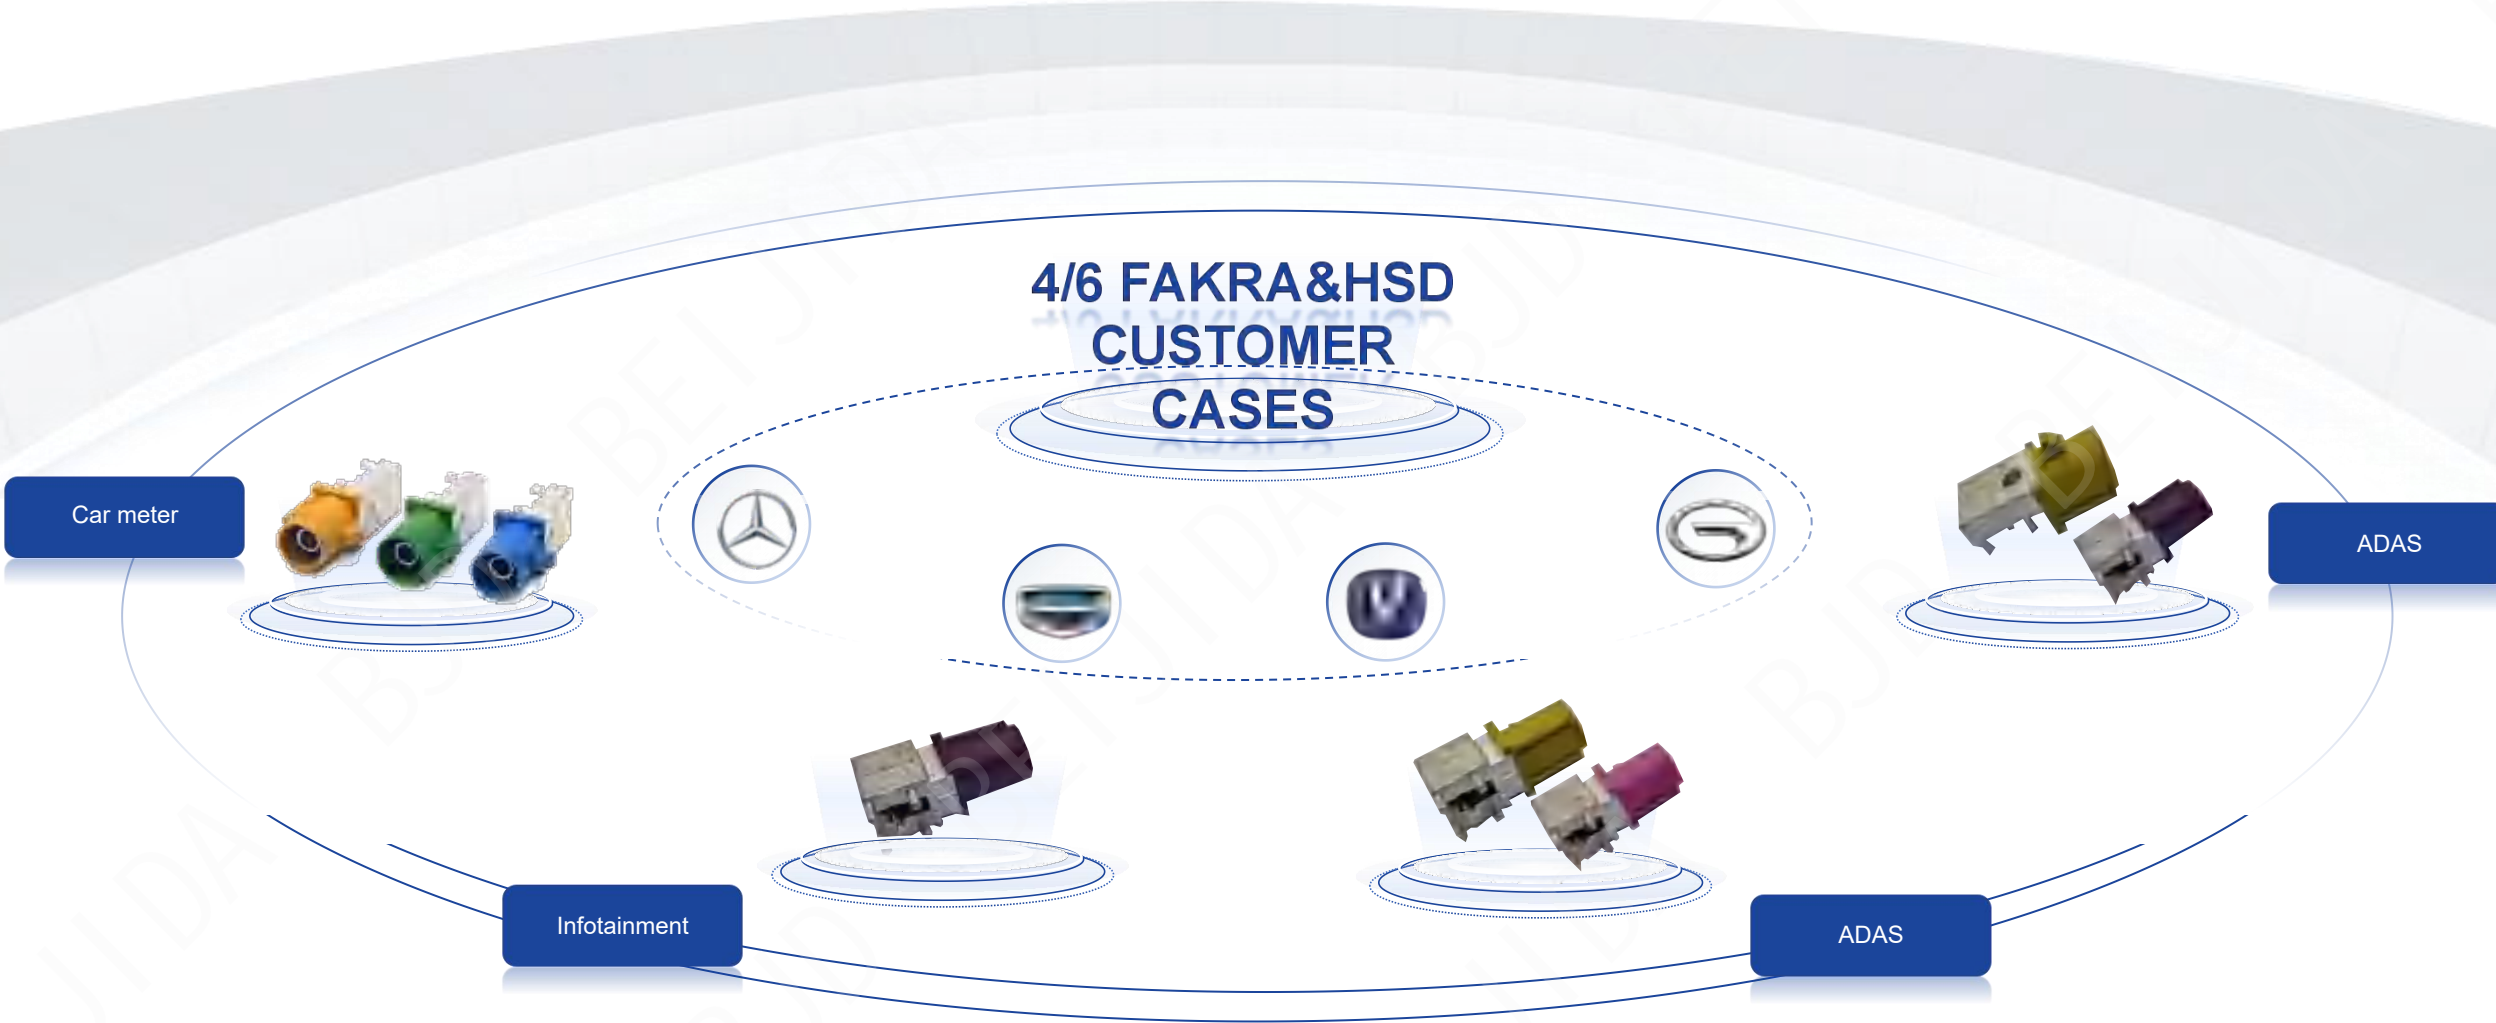 4/6 FAKRA&HSD
CUSTOMER
CASES
Car meter
ADAS
Infotainment
ADAS